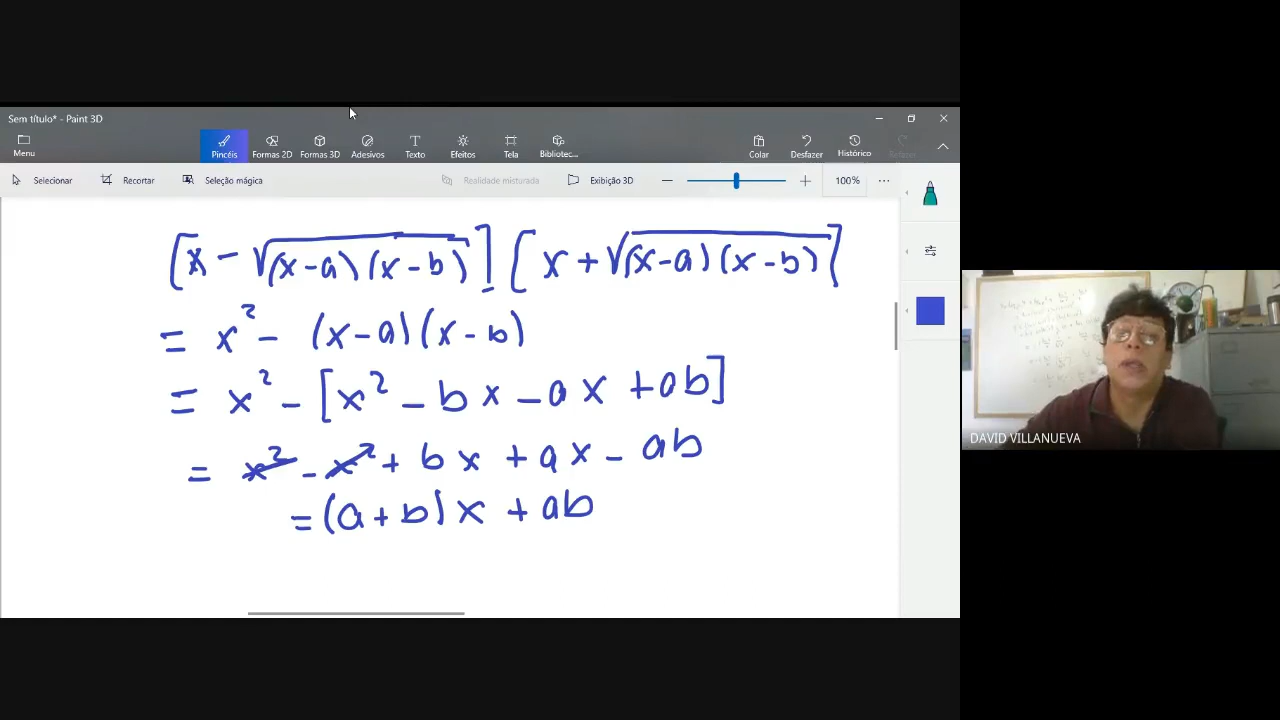 Sem título* - Paint 3D
Menu
Pincéis
Formas 2D
Formas 3D
Adesivos
Texto
Efeitos
Tela
Bibliotec...
Colar
Desfazer
Histórico
Refazer
Selecionar
Recortar
Seleção mágica
Realidade misturada
Exibição 3D
100%
[x - √(x-a)(x-b)] [x + √(x-a)(x-b)]
= x² - (x-a)(x-b)
= x² - [x² - bx - ax + ab]
= x² - x² + bx + ax - ab
= (a+b)x + ab
DAVID VILLANUEVA